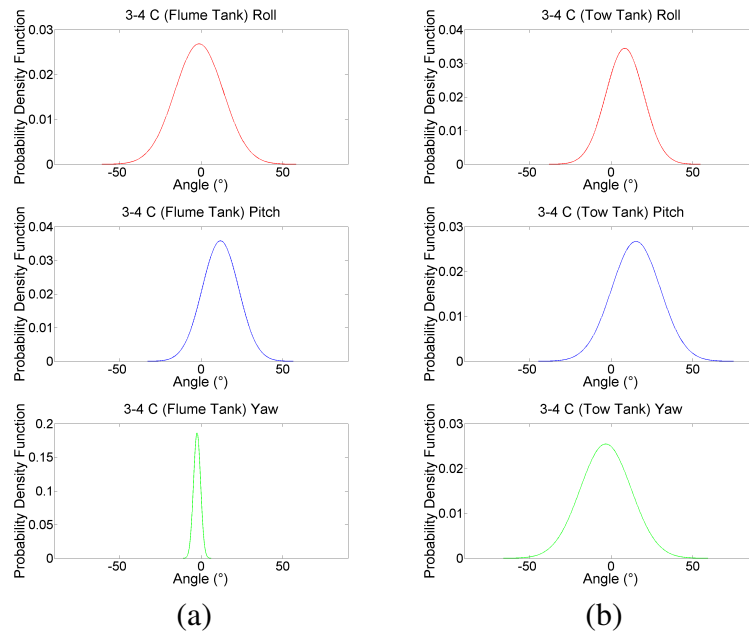 3-4 C (Flume Tank) Roll
Probability Density Function
0.03
0.02
0.01
0
-50
0
50
Angle (°)
3-4 C (Tow Tank) Roll
Probability Density Function
0.04
0.03
0.02
0.01
0
-50
0
50
Angle (°)
3-4 C (Flume Tank) Pitch
Probability Density Function
0.04
0.03
0.02
0.01
0
-50
0
50
Angle (°)
3-4 C (Tow Tank) Pitch
Probability Density Function
0.03
0.02
0.01
0
-50
0
50
Angle (°)
3-4 C (Flume Tank) Yaw
Probability Density Function
0.2
0.15
0.1
0.05
0
-50
0
50
Angle (°)
3-4 C (Tow Tank) Yaw
Probability Density Function
0.03
0.02
0.01
0
-50
0
50
Angle (°)
(a)
(b)